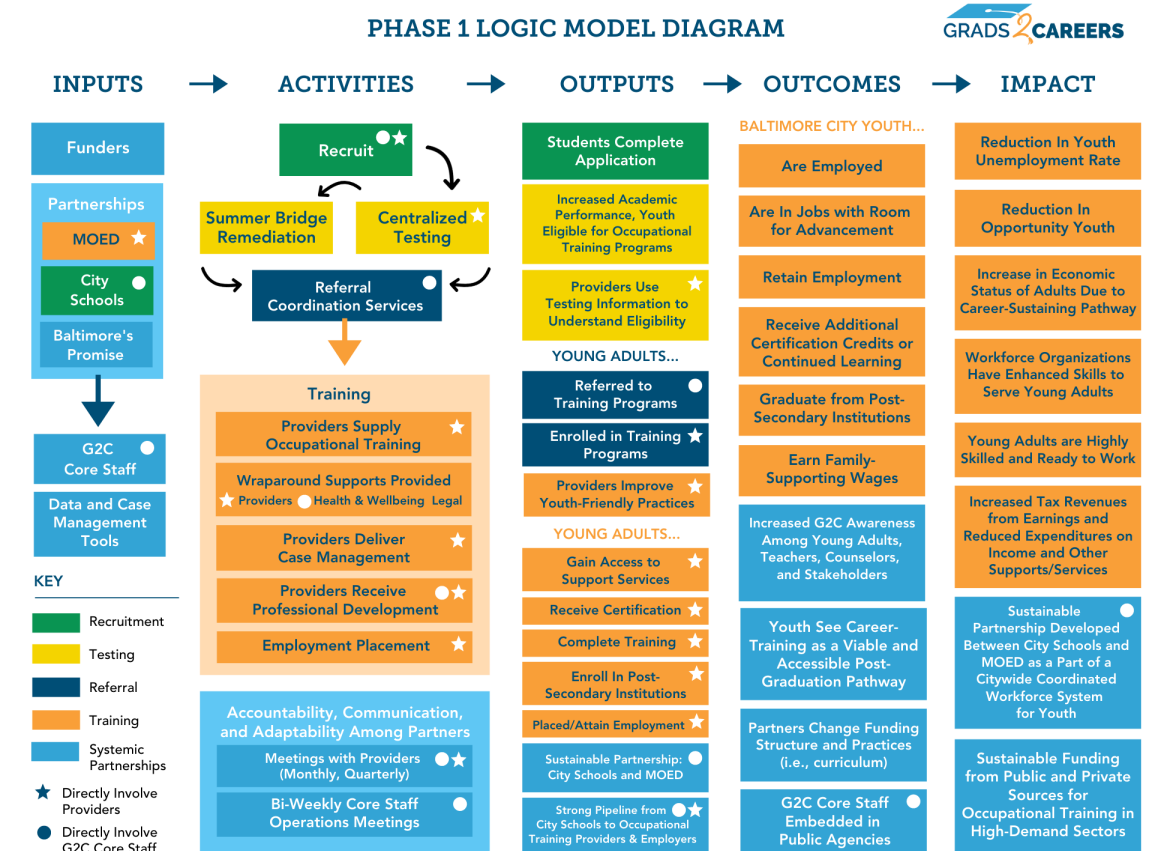 PHASE 1 LOGIC MODEL DIAGRAM
GRADS2CAREERS
INPUTS
ACTIVITIES
OUTPUTS
OUTCOMES
IMPACT
Funders
Partnerships
MOED
City
Schools
Baltimore's
Promise
G2C
Core Staff
Data and Case
Management
Tools
KEY
Recruitment
Testing
Referral
Training
Systemic
Partnerships
Directly Involve
Providers
Directly Involve
G2C Core Staff
Recruit
Summer Bridge
Remediation
Centralized
Testing
Referral
Coordination Services
Training
Providers Supply
Occupational Training
Wraparound Supports Provided
Providers Health & Wellbeing Legal
Providers Deliver
Case Management
Providers Receive
Professional Development
Employment Placement
Accountability, Communication,
and Adaptability Among Partners
Meetings with Providers
(Monthly, Quarterly)
Bi-Weekly Core Staff
Operations Meetings
Students Complete
Application
Increased Academic
Performance, Youth
Eligible for Occupational
Training Programs
Providers Use
Testing Information to
Understand Eligibility
YOUNG ADULTS...
Referred to
Training Programs
Enrolled in Training
Programs
Providers Improve
Youth-Friendly Practices
YOUNG ADULTS...
Gain Access to
Support Services
Receive Certification
Complete Training
Enroll In Post-
Secondary Institutions
Placed/Attain Employment
Sustainable Partnership:
City Schools and MOED
Strong Pipeline from
City Schools to Occupational
Training Providers & Employers
BALTIMORE CITY YOUTH...
Are Employed
Are In Jobs with Room
for Advancement
Retain Employment
Receive Additional
Certification Credits or
Continued Learning
Graduate from Post-
Secondary Institutions
Earn Family-
Supporting Wages
Increased G2C Awareness
Among Young Adults,
Teachers, Counselors,
and Stakeholders
Youth See Career-
Training as a Viable and
Accessible Post-
Graduation Pathway
Partners Change Funding
Structure and Practices
(i.e., curriculum)
G2C Core Staff
Embedded in
Public Agencies
Reduction In Youth
Unemployment Rate
Reduction In
Opportunity Youth
Increase in Economic
Status of Adults Due to
Career-Sustaining Pathway
Workforce Organizations
Have Enhanced Skills to
Serve Young Adults
Young Adults are Highly
Skilled and Ready to Work
Increased Tax Revenues
from Earnings and
Reduced Expenditures on
Income and Other
Supports/Services
Sustainable
Partnership Developed
Between City Schools and
MOED as a Part of a
Citywide Coordinated
Workforce System
for Youth
Sustainable Funding
from Public and Private
Sources for
Occupational Training in
High-Demand Sectors